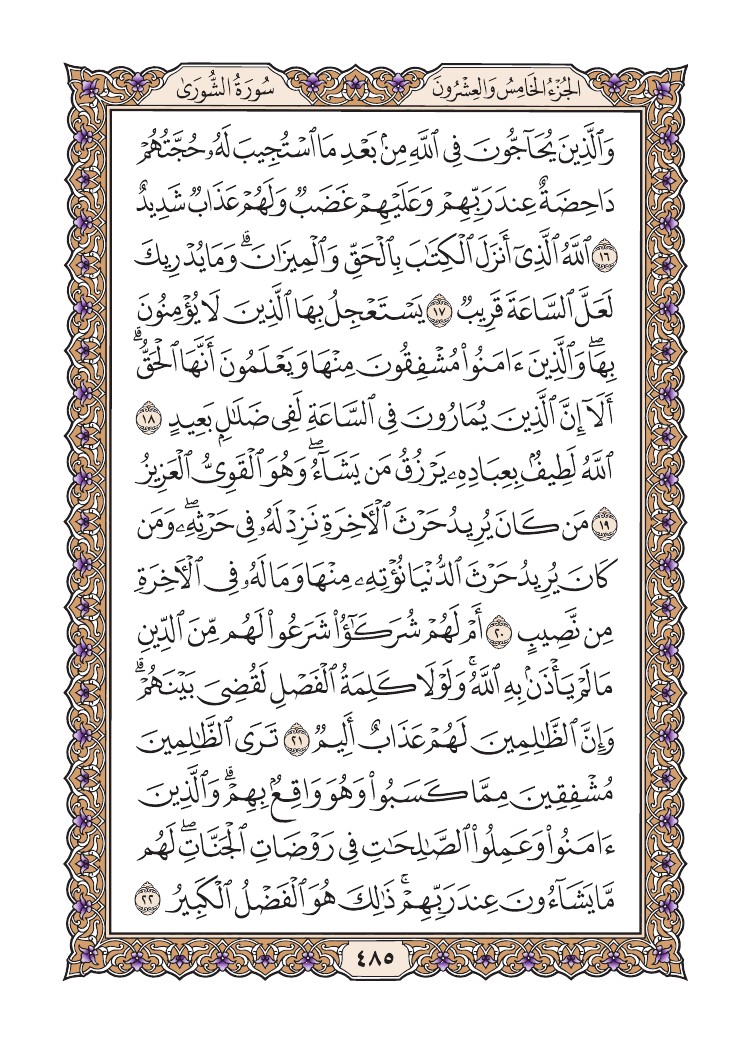 الجُزْءُ الخَامِسُ وَالعِشْرُونَ
سُورَةُ الشُّورَىٰ
وَٱلَّذِينَ يُحَآجُّونَ فِى ٱللَّهِ مِنۢ بَعْدِ مَا ٱسْتُجِيبَ لَهُۥ حُجَّتُهُمْ
دَاحِضَةٌ عِندَ رَبِّهِمْ وَعَلَيْهِمْ غَضَبٌ وَلَهُمْ عَذَابٌ شَدِيدٌ
١٦ ٱللَّهُ ٱلَّذِىٓ أَنزَلَ ٱلْكِتَٰبَ بِٱلْحَقِّ وَٱلْمِيزَانَ ۗ وَمَا يُدْرِيكَ
لَعَلَّ ٱلسَّاعَةَ قَرِيبٌ ١٧ يَسْتَعْجِلُ بِهَا ٱلَّذِينَ لَا يُؤْمِنُونَ
بِهَا ۖ وَٱلَّذِينَ ءَامَنُوا۟ مُشْفِقُونَ مِنْهَا وَيَعْلَمُونَ أَنَّهَا ٱلْحَقُّ ۗ
أَلَآ إِنَّ ٱلَّذِينَ يُمَارُونَ فِى ٱلسَّاعَةِ لَفِى ضَلَٰلٍۭ بَعِيدٍ ١٨
ٱللَّهُ لَطِيفٌۢ بِعِبَادِهِۦ يَرْزُقُ مَن يَشَآءُ ۖ وَهُوَ ٱلْقَوِىُّ ٱلْعَزِيزُ
١٩ مَن كَانَ يُرِيدُ حَرْثَ ٱلْـَٔاخِرَةِ نَزِدْ لَهُۥ فِى حَرْثِهِۦ ۖ وَمَن
كَانَ يُرِيدُ حَرْثَ ٱلدُّنْيَا نُؤْتِهِۦ مِنْهَا وَمَا لَهُۥ فِى ٱلْـَٔاخِرَةِ
مِن نَّصِيبٍ ٢٠ أَمْ لَهُمْ شُرَكَٰٓؤُا۟ شَرَعُوا۟ لَهُم مِّنَ ٱلدِّينِ
مَا لَمْ يَأْذَنۢ بِهِ ٱللَّهُ ۚ وَلَوْلَا كَلِمَةُ ٱلْفَصْلِ لَقُضِىَ بَيْنَهُمْ ۗ
وَإِنَّ ٱلظَّٰلِمِينَ لَهُمْ عَذَابٌ أَلِيمٌ ٢١ تَرَى ٱلظَّٰلِمِينَ
مُشْفِقِينَ مِمَّا كَسَبُوا۟ وَهُوَ وَاقِعٌۢ بِهِمْ ۗ وَٱلَّذِينَ
ءَامَنُوا۟ وَعَمِلُوا۟ ٱلصَّٰلِحَٰتِ فِى رَوْضَاتِ ٱلْجَنَّاتِ ۖ لَهُم
مَّا يَشَآءُونَ عِندَ رَبِّهِمْ ۚ ذَٰلِكَ هُوَ ٱلْفَضْلُ ٱلْكَبِيرُ ٢٢
٤٨٥